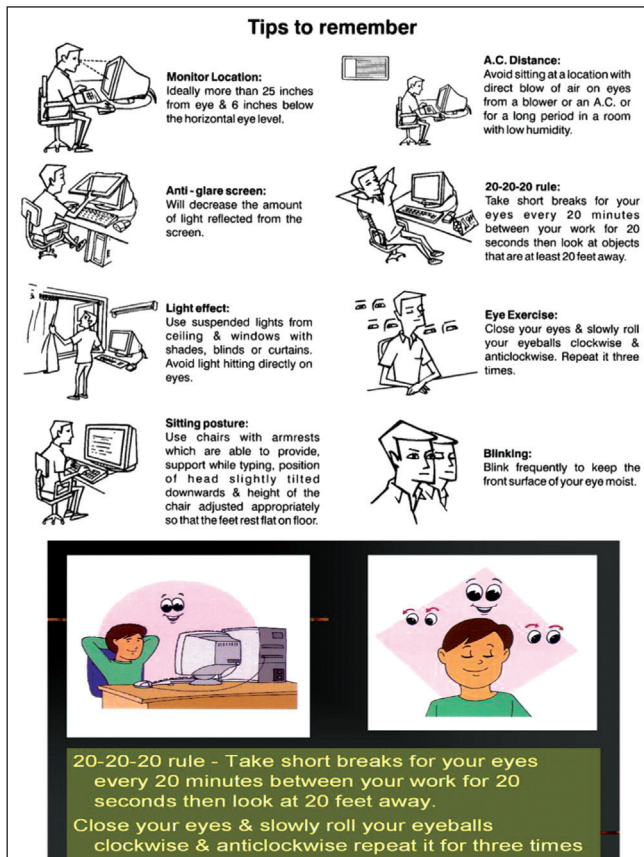 Tips to remember
Monitor Location:
Ideally more than 25 inches
from eye & 6 inches below
the horizontal eye level.
A.C. Distance:
Avoid sitting at a location with
direct blow of air on eyes
from a blower or an A.C. or
for a long period in a room
with low humidity.
Anti - glare screen:
Will decrease the amount
of light reflected from the
screen.
20-20-20 rule:
Take short breaks for your
eyes every 20 minutes
between your work for 20
seconds then look at objects
that are at least 20 feet away.
Light effect:
Use suspended lights from
ceiling & windows with
shades, blinds or curtains.
Avoid light hitting directly on
eyes.
Eye Exercise:
Close your eyes & slowly roll
your eyeballs clockwise &
anticlockwise. Repeat it three
times.
Sitting posture:
Use chairs with armrests
which are able to provide,
support while typing, position
of head slightly tilted
downwards & height of the
chair adjusted appropriately
so that the feet rest flat on floor.
Blinking:
Blink frequently to keep the
front surface of your eye moist.
20-20-20 rule - Take short breaks for your eyes
every 20 minutes between your work for 20
seconds then look at 20 feet away.
Close your eyes & slowly roll your eyeballs
clockwise & anticlockwise repeat it for three times